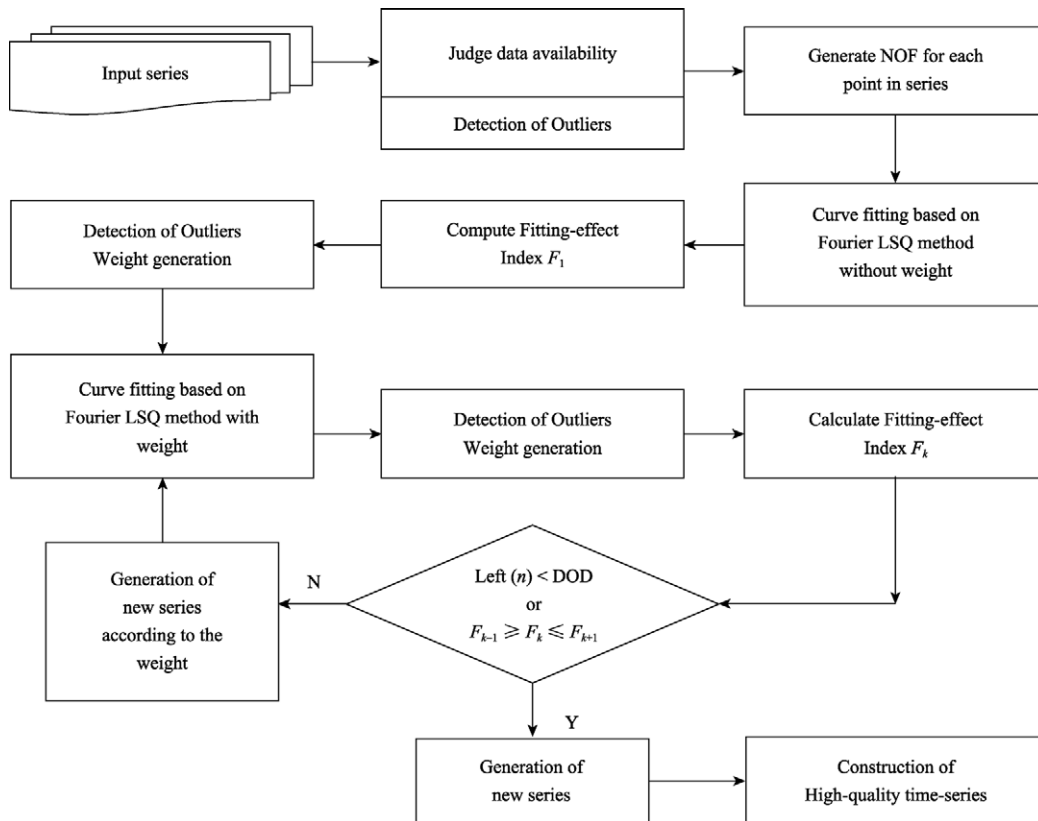 Input series
Judge data availability
Detection of Outliers
Generate NOF for each
point in series
Curve fitting based on
Fourier LSQ method
without weight
Compute Fitting-effect
Index F₁
Detection of Outliers
Weight generation
Curve fitting based on
Fourier LSQ method with
weight
Detection of Outliers
Weight generation
Calculate Fitting-effect
Index Fₖ
Left (n) < DOD
or
Fₖ₋₁ ⩾ Fₖ ⩽ Fₖ₊₁
N
Generation of
new series
according to the
weight
Y
Generation of
new series
Construction of
High-quality time-series